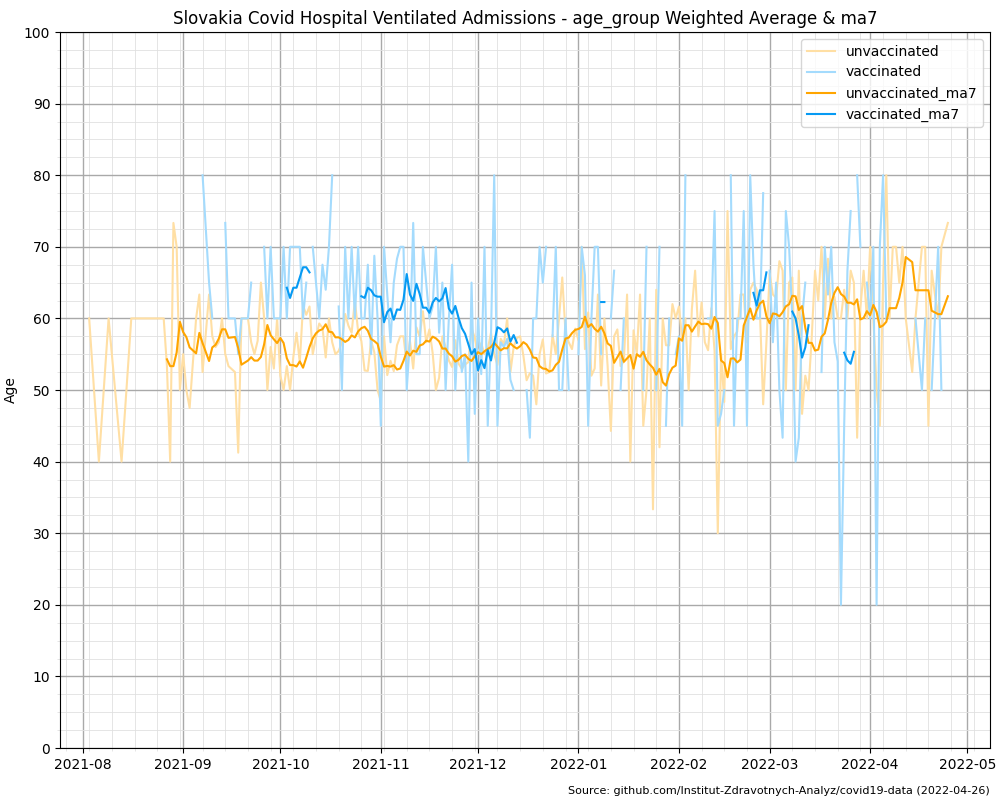 Slovakia Covid Hospital Ventilated Admissions - age_group Weighted Average & ma7
unvaccinated
vaccinated
unvaccinated_ma7
vaccinated_ma7
Age
100
90
80
70
60
50
40
30
20
10
0
2021-08 2021-09 2021-10 2021-11 2021-12 2022-01 2022-02 2022-03 2022-04 2022-05
Source: github.com/Institut-Zdravotnych-Analyz/covid19-data (2022-04-26)